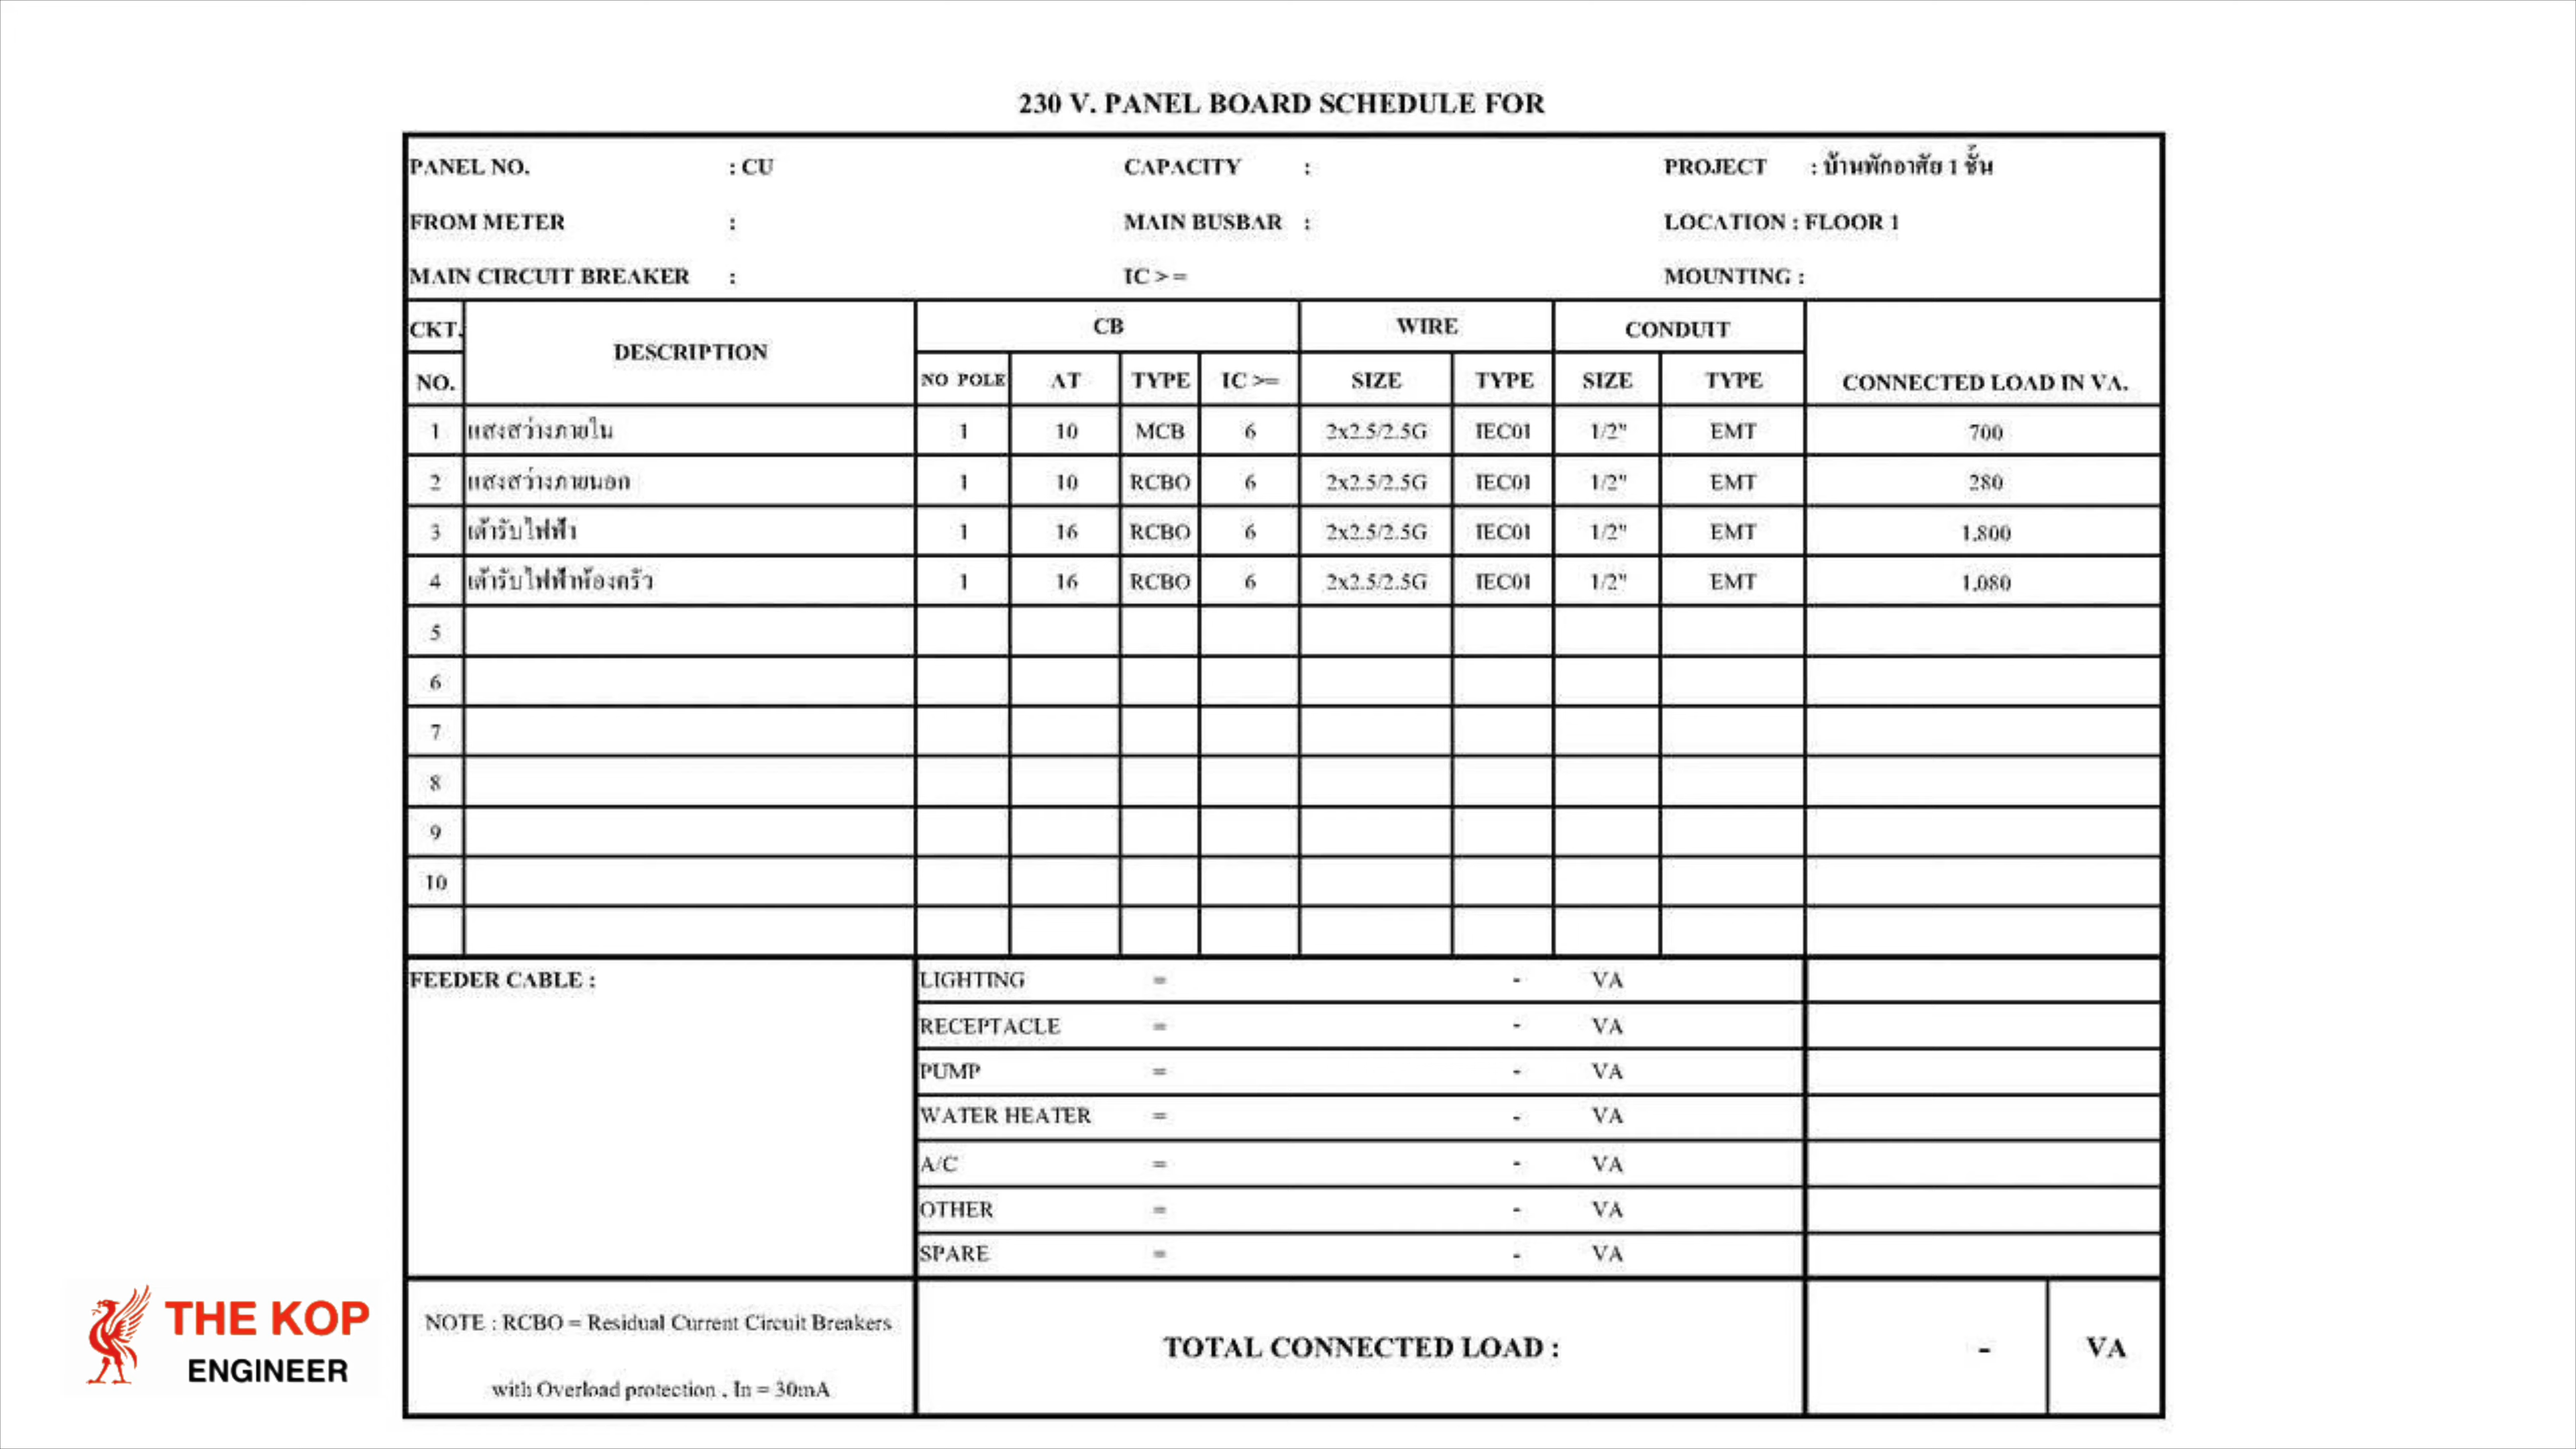 230 V. PANEL BOARD SCHEDULE FOR
PANEL NO. : CU CAPACITY : PROJECT : บ้านพักอาศัย 1 ชั้น
FROM METER : MAIN BUSBAR : LOCATION : FLOOR 1
MAIN CIRCUIT BREAKER : IC >= MOUNTING :
CKT. DESCRIPTION CB WIRE CONDUIT CONNECTED LOAD IN VA.
NO. NO POLE AT TYPE IC >= SIZE TYPE SIZE TYPE
1 แสงสว่างภายใน 1 10 MCB 6 2x2.5/2.5G IEC01 1/2" EMT 700
2 แสงสว่างภายนอก 1 10 RCBO 6 2x2.5/2.5G IEC01 1/2" EMT 280
3 เต้ารับไฟฟ้า 1 16 RCBO 6 2x2.5/2.5G IEC01 1/2" EMT 1,800
4 เต้ารับไฟฟ้าห้องครัว 1 16 RCBO 6 2x2.5/2.5G IEC01 1/2" EMT 1,080
5
6
7
8
9
10
FEEDER CABLE : LIGHTING = - VA
RECEPTACLE = - VA
PUMP = - VA
WATER HEATER = - VA
A/C = - VA
OTHER = - VA
SPARE = - VA
NOTE : RCBO = Residual Current Circuit Breakers
with Overload protection , In = 30mA
TOTAL CONNECTED LOAD : - VA
THE KOP
ENGINEER